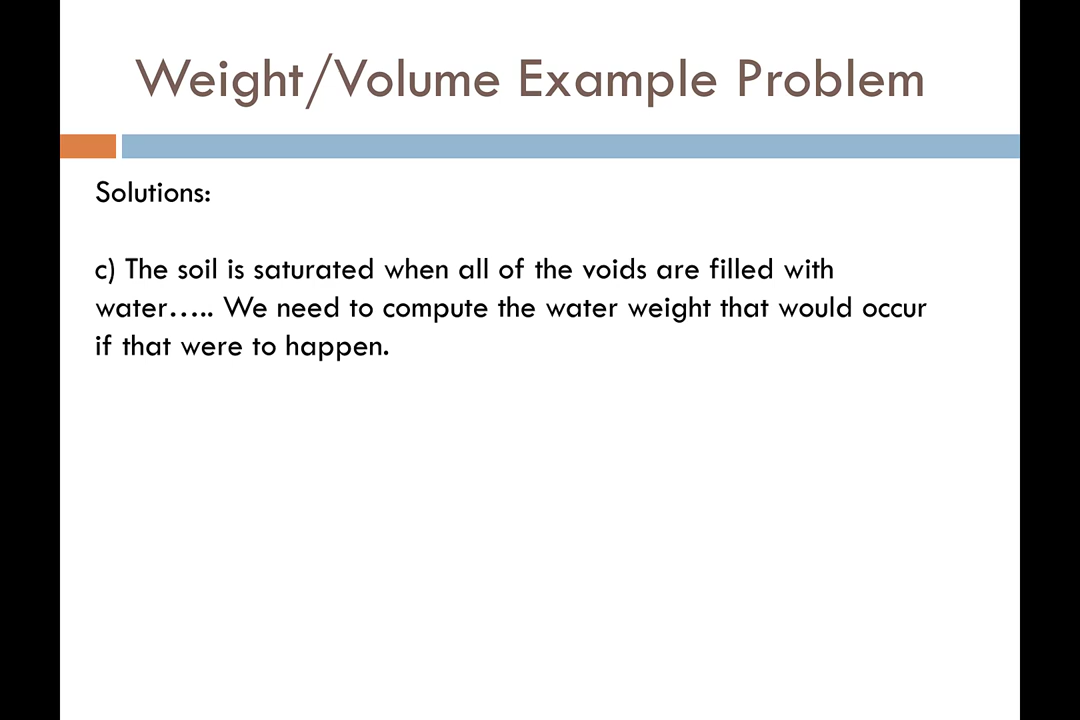 Weight/Volume Example Problem
Solutions:
c) The soil is saturated when all of the voids are filled with
water….. We need to compute the water weight that would occur
if that were to happen.